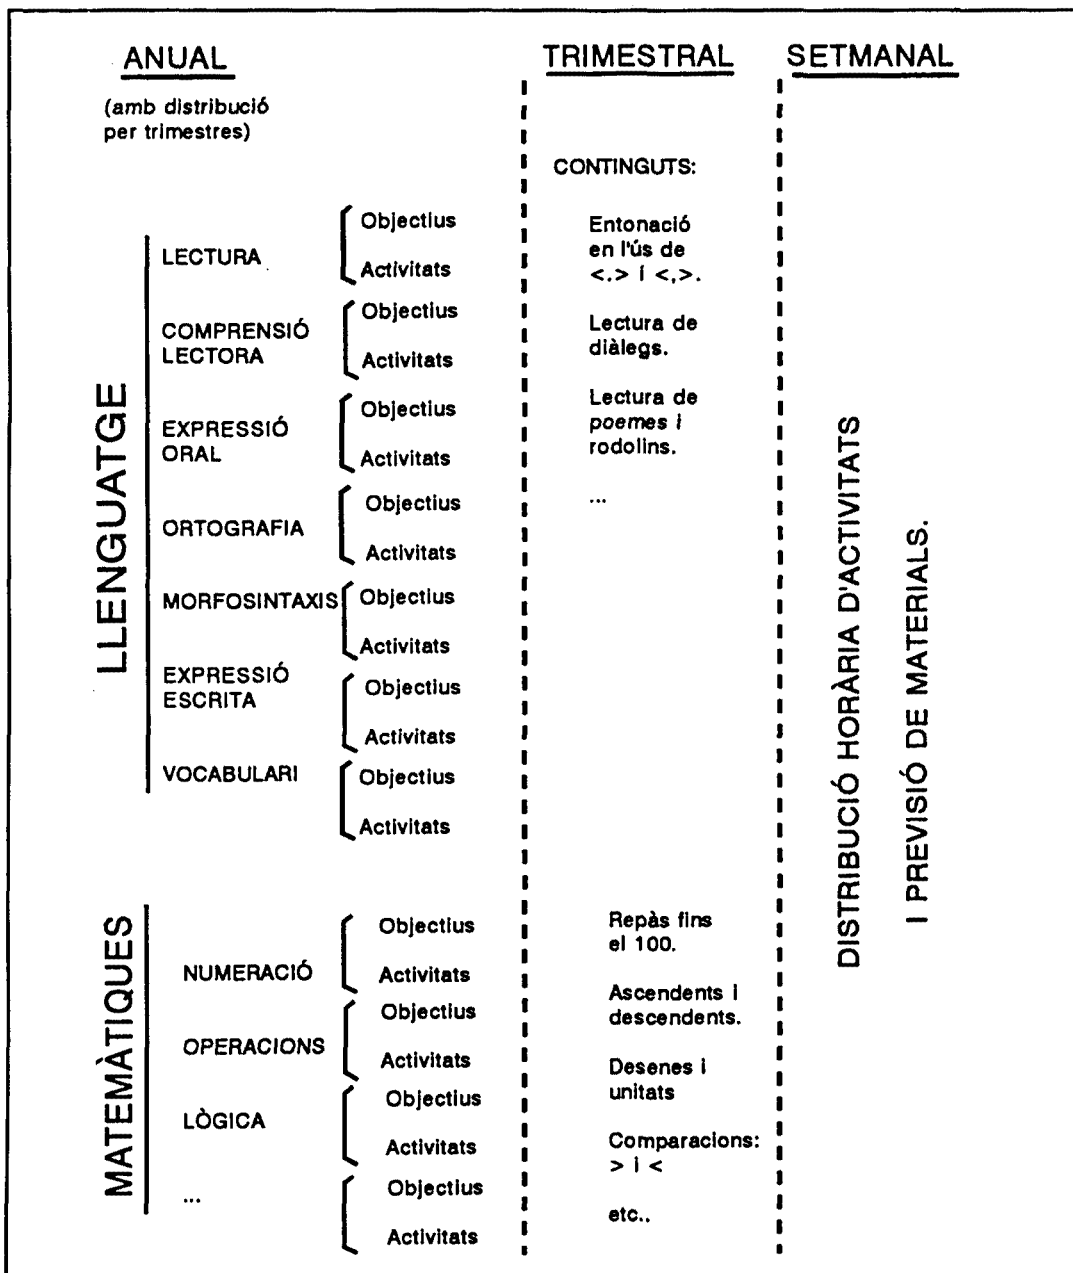 ANUAL
(amb distribució
per trimestres)
LLENGUATGE
LECTURA
Objectius
Activitats
COMPRENSIÓ
LECTORA
Objectius
Activitats
EXPRESSIÓ
ORAL
Objectius
Activitats
ORTOGRAFIA
Objectius
Activitats
MORFOSINTAXIS
Objectius
Activitats
EXPRESSIÓ
ESCRITA
Objectius
Activitats
VOCABULARI
Objectius
Activitats
MATEMÀTIQUES
NUMERACIÓ
Objectius
Activitats
OPERACIONS
Objectius
Activitats
LÒGICA
Objectius
Activitats
...
Objectius
Activitats
TRIMESTRAL
CONTINGUTS:
Entonació
en l'ús de
<.> i <,>.
Lectura de
diàlegs.
Lectura de
poemes i
rodolins.
...
Repàs fins
el 100.
Ascendents i
descendents.
Desenes i
unitats
Comparacions:
> i <
etc..
SETMANAL
DISTRIBUCIÓ HORÀRIA D'ACTIVITATS
I PREVISIÓ DE MATERIALS.